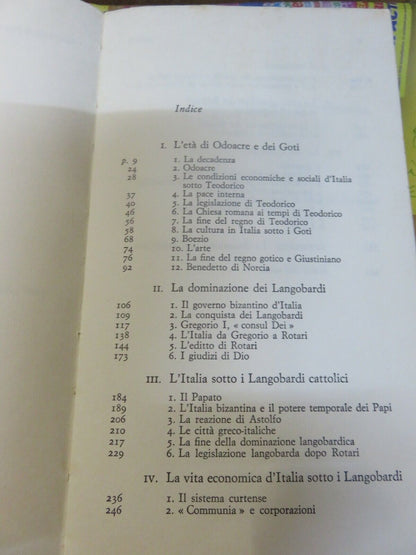 Indice
I. L'età di Odoacre e dei Goti
p. 9 1. La decadenza
24 2. Odoacre
28 3. Le condizioni economiche e sociali d'Italia
sotto Teodorico
37 4. La pace interna
40 5. La legislazione di Teodorico
46 6. La Chiesa romana ai tempi di Teodorico
56 7. La fine del regno di Teodorico
58 8. La cultura in Italia sotto i Goti
68 9. Boezio
74 10. L'arte
76 11. La fine del regno gotico e Giustiniano
92 12. Benedetto di Norcia
II. La dominazione dei Langobardi
106 1. Il governo bizantino d'Italia
109 2. La conquista dei Langobardi
117 3. Gregorio I, « consul Dei »
138 4. L'Italia da Gregorio a Rotari
144 5. L'editto di Rotari
173 6. I giudizi di Dio
III. L'Italia sotto i Langobardi cattolici
184 1. Il Papato
189 2. L'Italia bizantina e il potere temporale dei Papi
206 3. La reazione di Astolfo
210 4. Le città greco-italiche
217 5. La fine della dominazione langobardica
229 6. La legislazione langobarda dopo Rotari
IV. La vita economica d'Italia sotto i Langobardi
236 1. Il sistema curtense
246 2. « Communia » e corporazioni